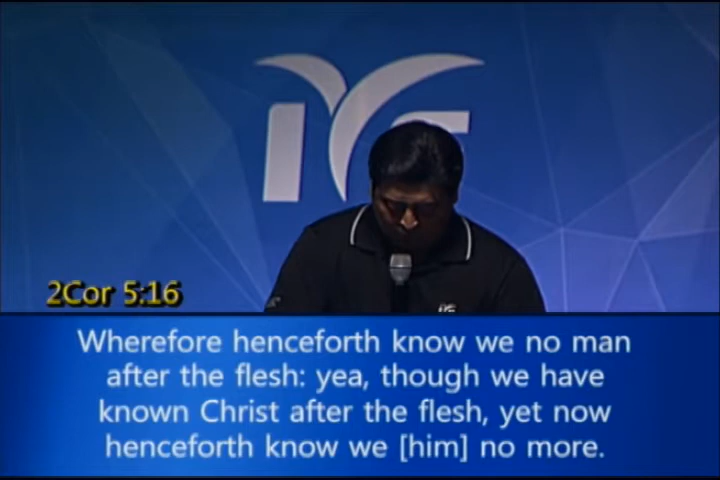 2Cor 5:16
Wherefore henceforth know we no man
after the flesh: yea, though we have
known Christ after the flesh, yet now
henceforth know we [him] no more.